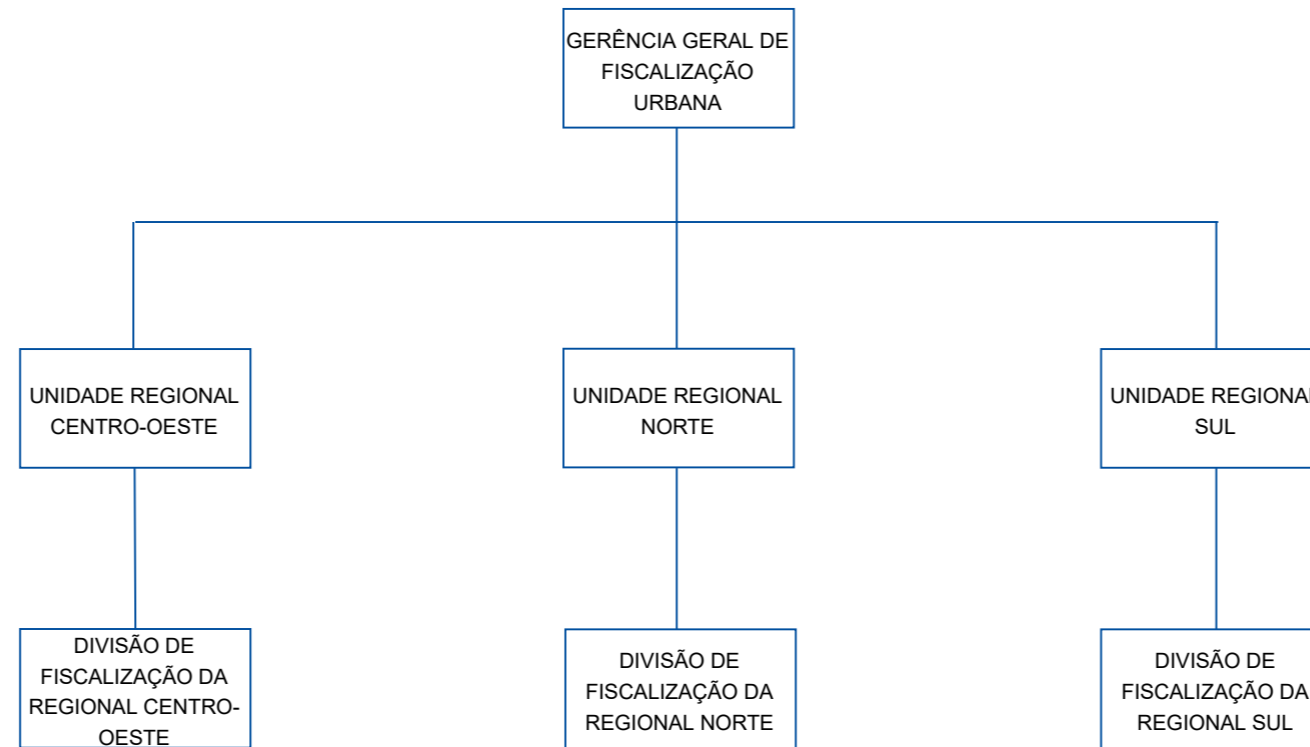 GERÊNCIA GERAL DE
FISCALIZAÇÃO
URBANA
UNIDADE REGIONAL
CENTRO-OESTE
UNIDADE REGIONAL
NORTE
UNIDADE REGIONAL
SUL
DIVISÃO DE
FISCALIZAÇÃO DA
REGIONAL CENTRO-
OESTE
DIVISÃO DE
FISCALIZAÇÃO DA
REGIONAL NORTE
DIVISÃO DE
FISCALIZAÇÃO DA
REGIONAL SUL